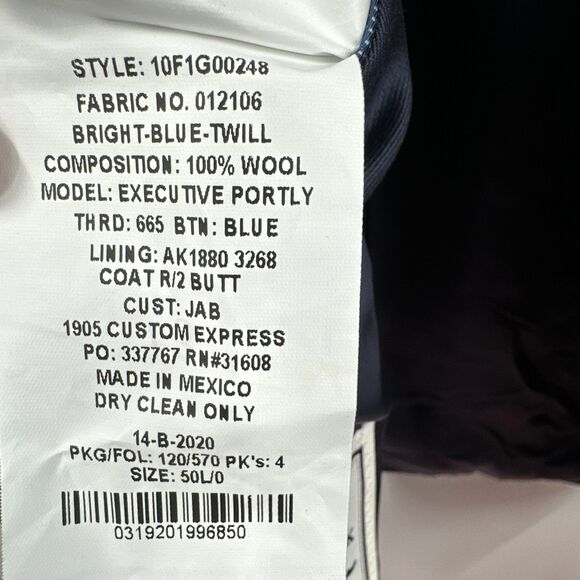 STYLE: 10F1G00248
FABRIC NO. 012106
BRIGHT-BLUE-TWILL
COMPOSITION: 100% WOOL
MODEL: EXECUTIVE PORTLY
THRD: 665 BTN: BLUE
LINING: AK1880 3268
COAT R/2 BUTT
CUST: JAB
1905 CUSTOM EXPRESS
PO: 337767 RN#31608
MADE IN MEXICO
DRY CLEAN ONLY
14-B-2020
PKG/FOL: 120/570 PK's: 4
SIZE: 50L/0
0319201996850